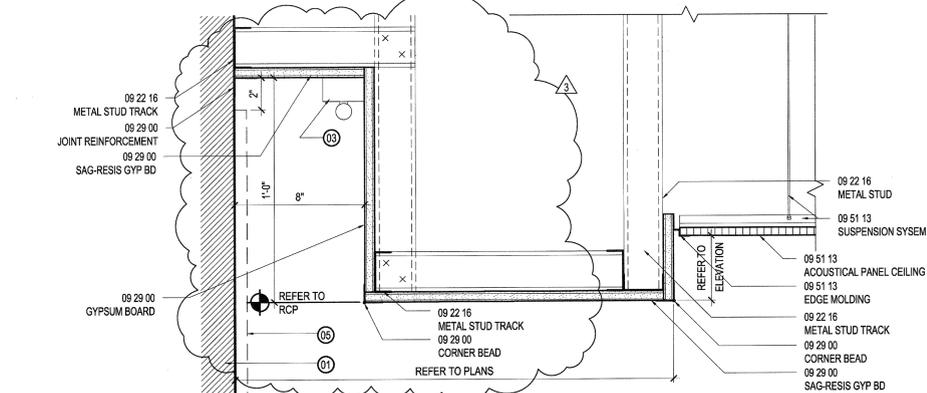 3
09 22 16
METAL STUD TRACK
09 29 00
JOINT REINFORCEMENT
09 29 00
SAG-RESIS GYP BD
2"
03
1'-0"
8"
09 29 00
GYPSUM BOARD
REFER TO
RCP
05
01
09 22 16
METAL STUD TRACK
09 29 00
CORNER BEAD
REFER TO PLANS
REFER TO
ELEVATION
09 22 16
METAL STUD
09 51 13
SUSPENSION SYSEM
09 51 13
ACOUSTICAL PANEL CEILING
09 51 13
EDGE MOLDING
09 22 16
METAL STUD TRACK
09 29 00
CORNER BEAD
09 29 00
SAG-RESIS GYP BD